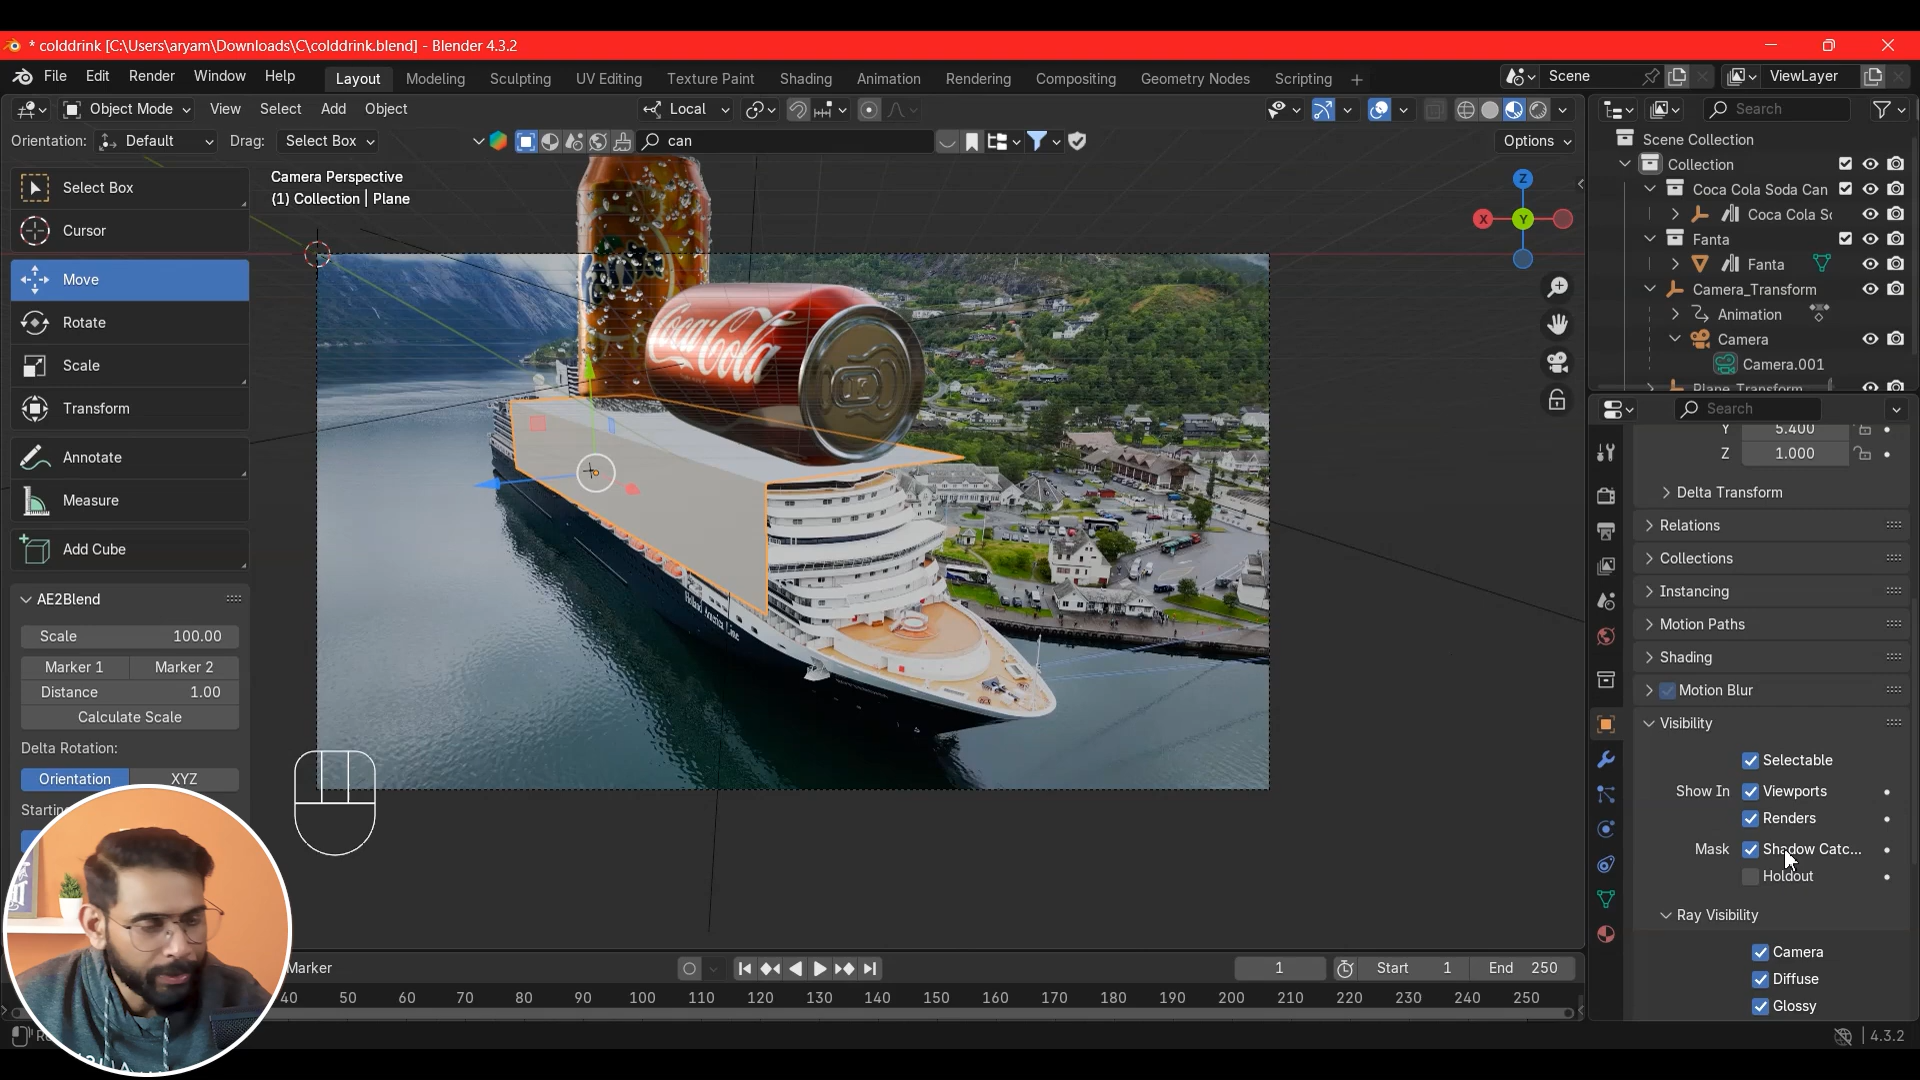 * colddrink [C:\Users\aryam\Downloads\C\colddrink.blend] - Blender 4.3.2
File Edit Render Window Help
Layout Modeling Sculpting UV Editing Texture Paint Shading Animation Rendering Compositing Geometry Nodes Scripting +
Scene
ViewLayer
Object Mode View Select Add Object
Local
Search
Orientation: Default Drag: Select Box
can
Options
Camera Perspective
(1) Collection | Plane
Select Box
Cursor
Move
Rotate
Scale
Transform
Annotate
Measure
Add Cube
AE2Blend
Scale 100.00
Marker 1 Marker 2
Distance 1.00
Calculate Scale
Delta Rotation:
Orientation XYZ
Coca-Cola
Z
X
Y
Scene Collection
Collection
Coca Cola Soda Can
Coca Cola Sc
Fanta
Fanta
Camera_Transform
Animation
Camera
Camera.001
Plane_Transform
Search
Y 5.400
Z 1.000
Delta Transform
Relations
Collections
Instancing
Motion Paths
Shading
Motion Blur
Visibility
Selectable
Show In Viewports
Renders
Mask Shadow Catc...
Holdout
Ray Visibility
Camera
Diffuse
Glossy
Marker
1
Start 1
End 250
40 50 60 70 80 90 100 110 120 130 140 150 160 170 180 190 200 210 220 230 240 250
4.3.2